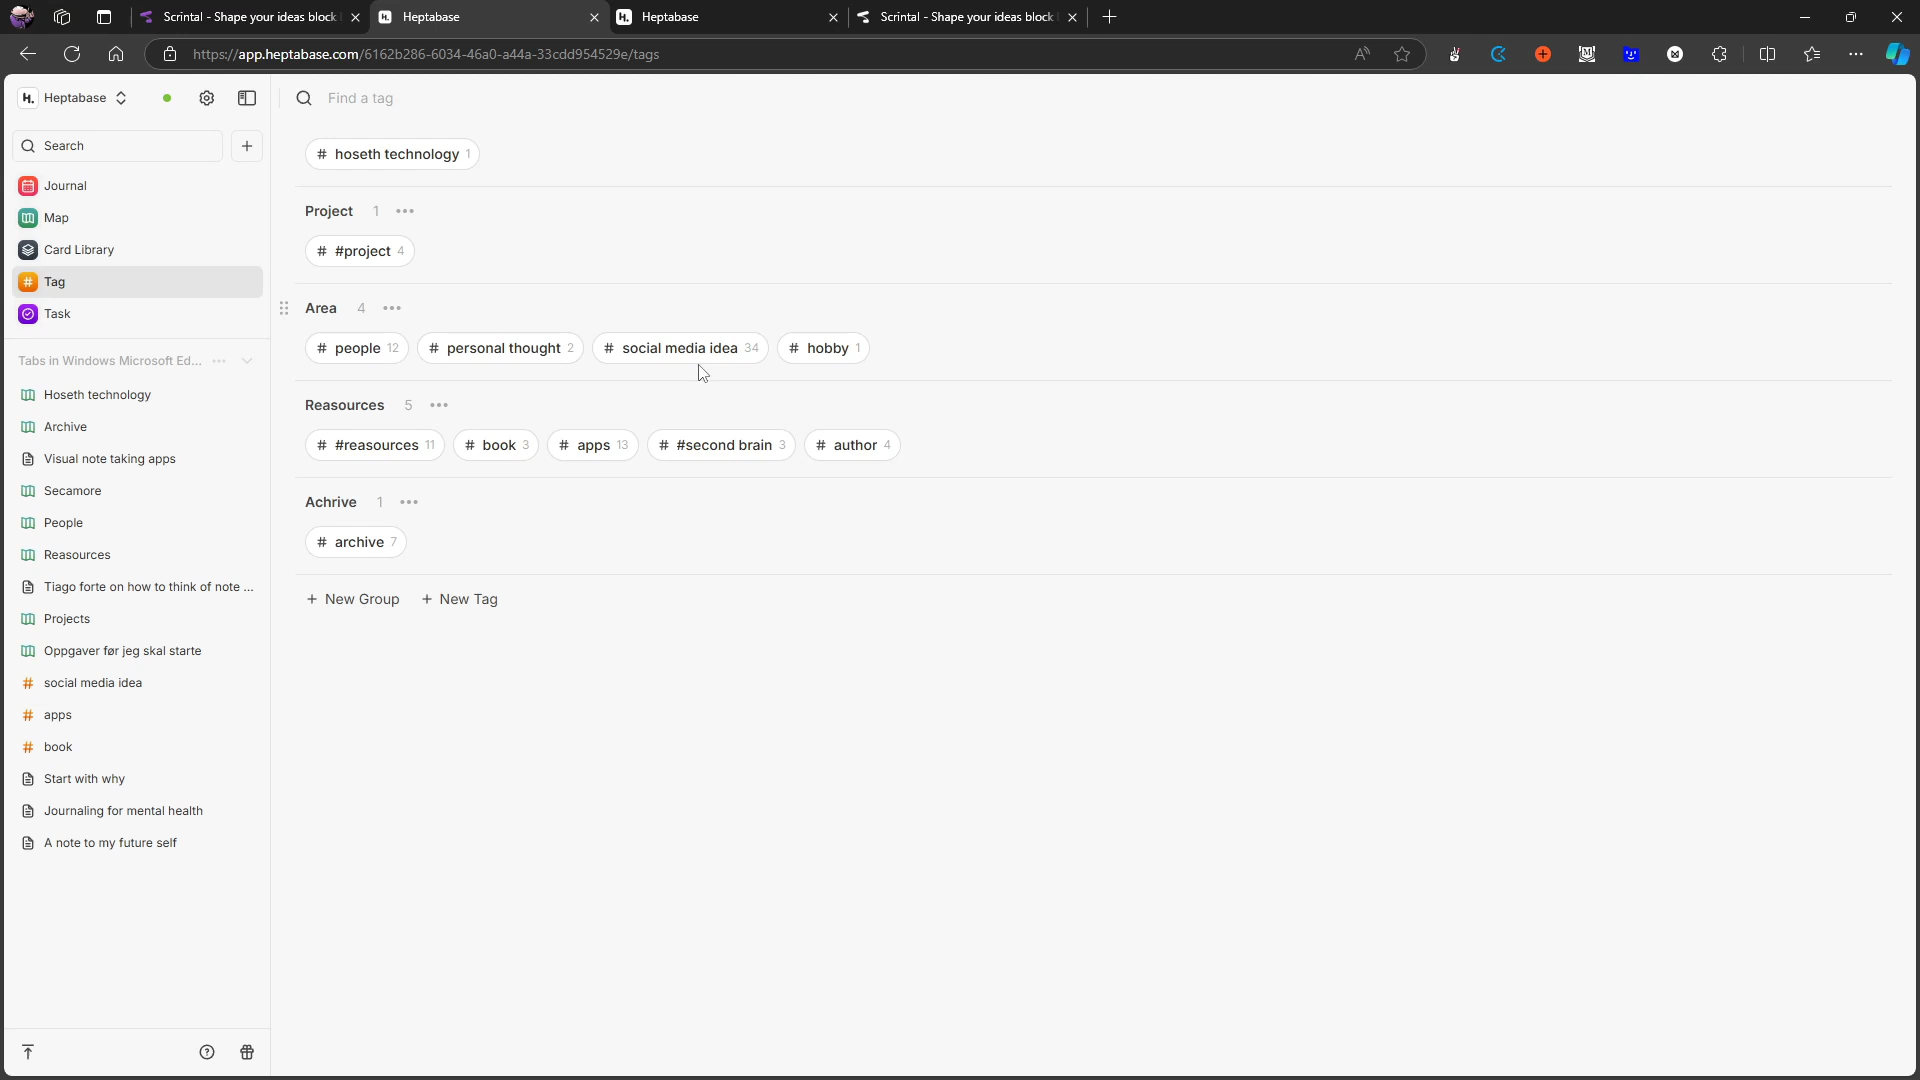 Scrintal - Shape your ideas block
Heptabase
Heptabase
Scrintal - Shape your ideas block
https://app.heptabase.com/6162b286-6034-46a0-a44a-33cdd954529e/tags
H. Heptabase
Find a tag
Search
# hoseth technology 1
Journal
Project 1
Map
# #project 4
Card Library
# Tag
Area 4
Task
# people 12 # personal thought 2 # social media idea 34 # hobby 1
Tabs in Windows Microsoft Ed...
Hoseth technology
Reasources 5
Archive
# #reasources 11 # book 3 # apps 13 # #second brain 3 # author 4
Visual note taking apps
Secamore
Achrive 1
People
# archive 7
Reasources
Tiago forte on how to think of note ...
+ New Group + New Tag
Projects
Oppgaver før jeg skal starte
# social media idea
# apps
# book
Start with why
Journaling for mental health
A note to my future self